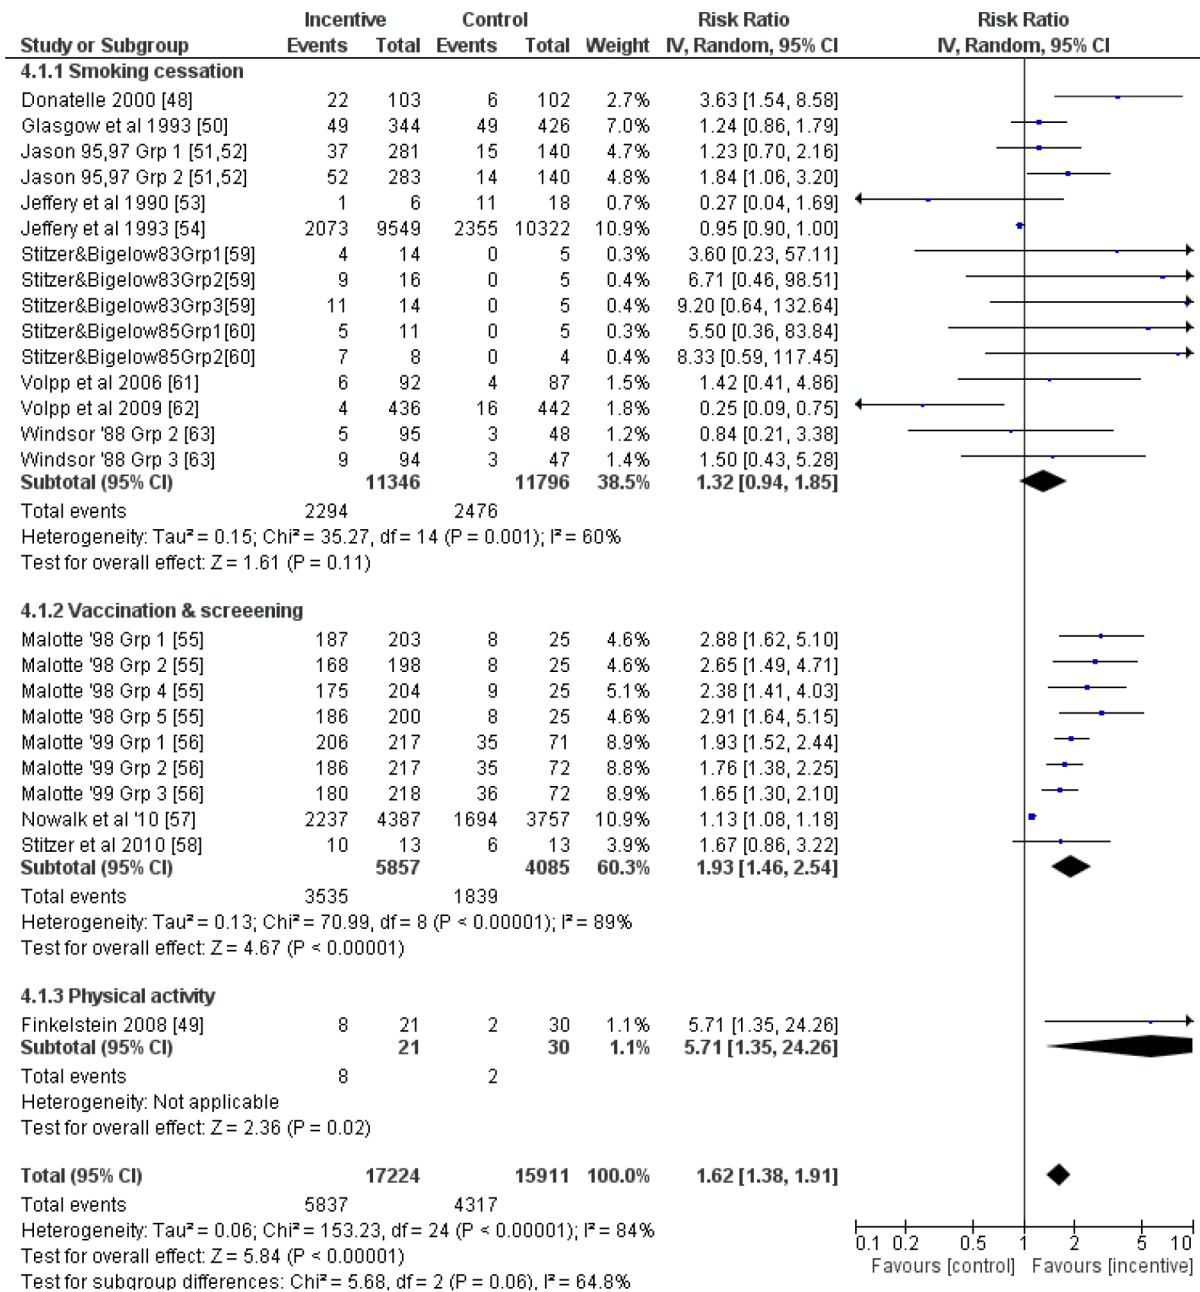 Incentive Control Risk Ratio Risk Ratio
Study or Subgroup Events Total Events Total Weight IV, Random, 95% CI IV, Random, 95% CI
4.1.1 Smoking cessation
Donatelle 2000 [48] 22 103 6 102 2.7% 3.63 [1.54, 8.58]
Glasgow et al 1993 [50] 49 344 49 426 7.0% 1.24 [0.86, 1.79]
Jason 95,97 Grp 1 [51,52] 37 281 15 140 4.7% 1.23 [0.70, 2.16]
Jason 95,97 Grp 2 [51,52] 52 283 14 140 4.8% 1.84 [1.06, 3.20]
Jeffery et al 1990 [53] 1 6 11 18 0.7% 0.27 [0.04, 1.69]
Jeffery et al 1993 [54] 2073 9549 2355 10322 10.9% 0.95 [0.90, 1.00]
Stitzer&Bigelow83Grp1[59] 4 14 0 5 0.3% 3.60 [0.23, 57.11]
Stitzer&Bigelow83Grp2[59] 9 16 0 5 0.4% 6.71 [0.46, 98.51]
Stitzer&Bigelow83Grp3[59] 11 14 0 5 0.4% 9.20 [0.64, 132.64]
Stitzer&Bigelow85Grp1[60] 5 11 0 5 0.3% 5.50 [0.36, 83.84]
Stitzer&Bigelow85Grp2[60] 7 8 0 4 0.4% 8.33 [0.59, 117.45]
Volpp et al 2006 [61] 6 92 4 87 1.5% 1.42 [0.41, 4.86]
Volpp et al 2009 [62] 4 436 16 442 1.8% 0.25 [0.09, 0.75]
Windsor '88 Grp 2 [63] 5 95 3 48 1.2% 0.84 [0.21, 3.38]
Windsor '88 Grp 3 [63] 9 94 3 47 1.4% 1.50 [0.43, 5.28]
Subtotal (95% CI) 11346 11796 38.5% 1.32 [0.94, 1.85]
Total events 2294 2476
Heterogeneity: Tau² = 0.15; Chi² = 35.27, df = 14 (P = 0.001); I² = 60%
Test for overall effect: Z = 1.61 (P = 0.11)
4.1.2 Vaccination & screeening
Malotte '98 Grp 1 [55] 187 203 8 25 4.6% 2.88 [1.62, 5.10]
Malotte '98 Grp 2 [55] 168 198 8 25 4.6% 2.65 [1.49, 4.71]
Malotte '98 Grp 4 [55] 175 204 9 25 5.1% 2.38 [1.41, 4.03]
Malotte '98 Grp 5 [55] 186 200 8 25 4.6% 2.91 [1.64, 5.15]
Malotte '99 Grp 1 [56] 206 217 35 71 8.9% 1.93 [1.52, 2.44]
Malotte '99 Grp 2 [56] 186 217 35 72 8.8% 1.76 [1.38, 2.25]
Malotte '99 Grp 3 [56] 180 218 36 72 8.9% 1.65 [1.30, 2.10]
Nowalk et al '10 [57] 2237 4387 1694 3757 10.9% 1.13 [1.08, 1.18]
Stitzer et al 2010 [58] 10 13 6 13 3.9% 1.67 [0.86, 3.22]
Subtotal (95% CI) 5857 4085 60.3% 1.93 [1.46, 2.54]
Total events 3535 1839
Heterogeneity: Tau² = 0.13; Chi² = 70.99, df = 8 (P < 0.00001); I² = 89%
Test for overall effect: Z = 4.67 (P < 0.00001)
4.1.3 Physical activity
Finkelstein 2008 [49] 8 21 2 30 1.1% 5.71 [1.35, 24.26]
Subtotal (95% CI) 21 30 1.1% 5.71 [1.35, 24.26]
Total events 8 2
Heterogeneity: Not applicable
Test for overall effect: Z = 2.36 (P = 0.02)
Total (95% CI) 17224 15911 100.0% 1.62 [1.38, 1.91]
Total events 5837 4317
Heterogeneity: Tau² = 0.06; Chi² = 153.23, df = 24 (P < 0.00001); I² = 84%
Test for overall effect: Z = 5.84 (P < 0.00001)
Test for subgroup differences: Chi² = 5.68, df = 2 (P = 0.06), I² = 64.8%
0.1 0.2 0.5 1 2 5 10
Favours [control] Favours [incentive]